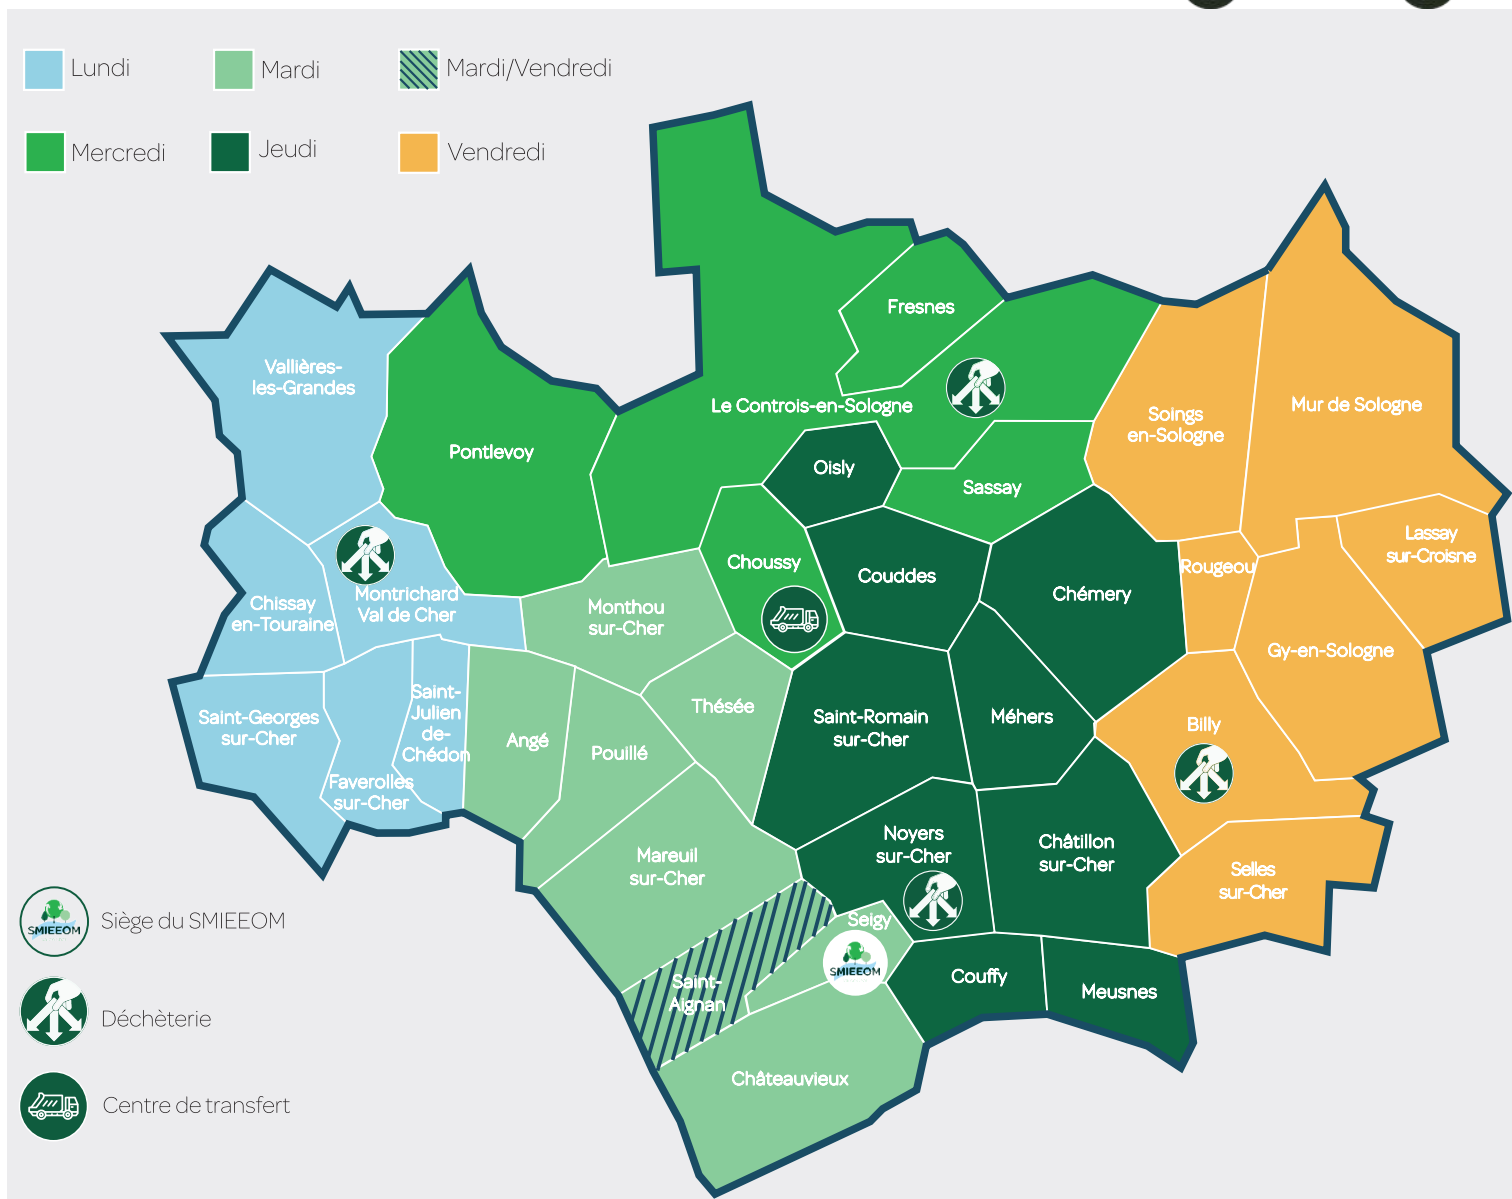 Lundi
Mardi
Mardi/Vendredi
Mercredi
Jeudi
Vendredi
Fresnes
Vallières-
les-Grandes
Le Controis-en-Sologne
Mur de Sologne
Soings
en-Sologne
Pontlevoy
Oisly
Sassay
Lassay
sur-Croisne
Choussy
Rougeou
Couddes
Chémery
Montrichard
Val de Cher
Chissay
en-Touraine
Monthou
sur-Cher
Gy-en-Sologne
Saint-
Julien
de-
Chédon
Saint-Georges
sur-Cher
Thésée
Saint-Romain
sur-Cher
Méhers
Billy
Angé
Pouillé
Faverolles
sur-Cher
Noyers
sur-Cher
Châtillon
sur-Cher
Mareuil
sur-Cher
Selles
sur-Cher
Seigy
SMIEEOM
Siège du SMIEEOM
SMIEEOM
Saint-
Aignan
Couffy
Meusnes
Déchèterie
Châteauvieux
Centre de transfert